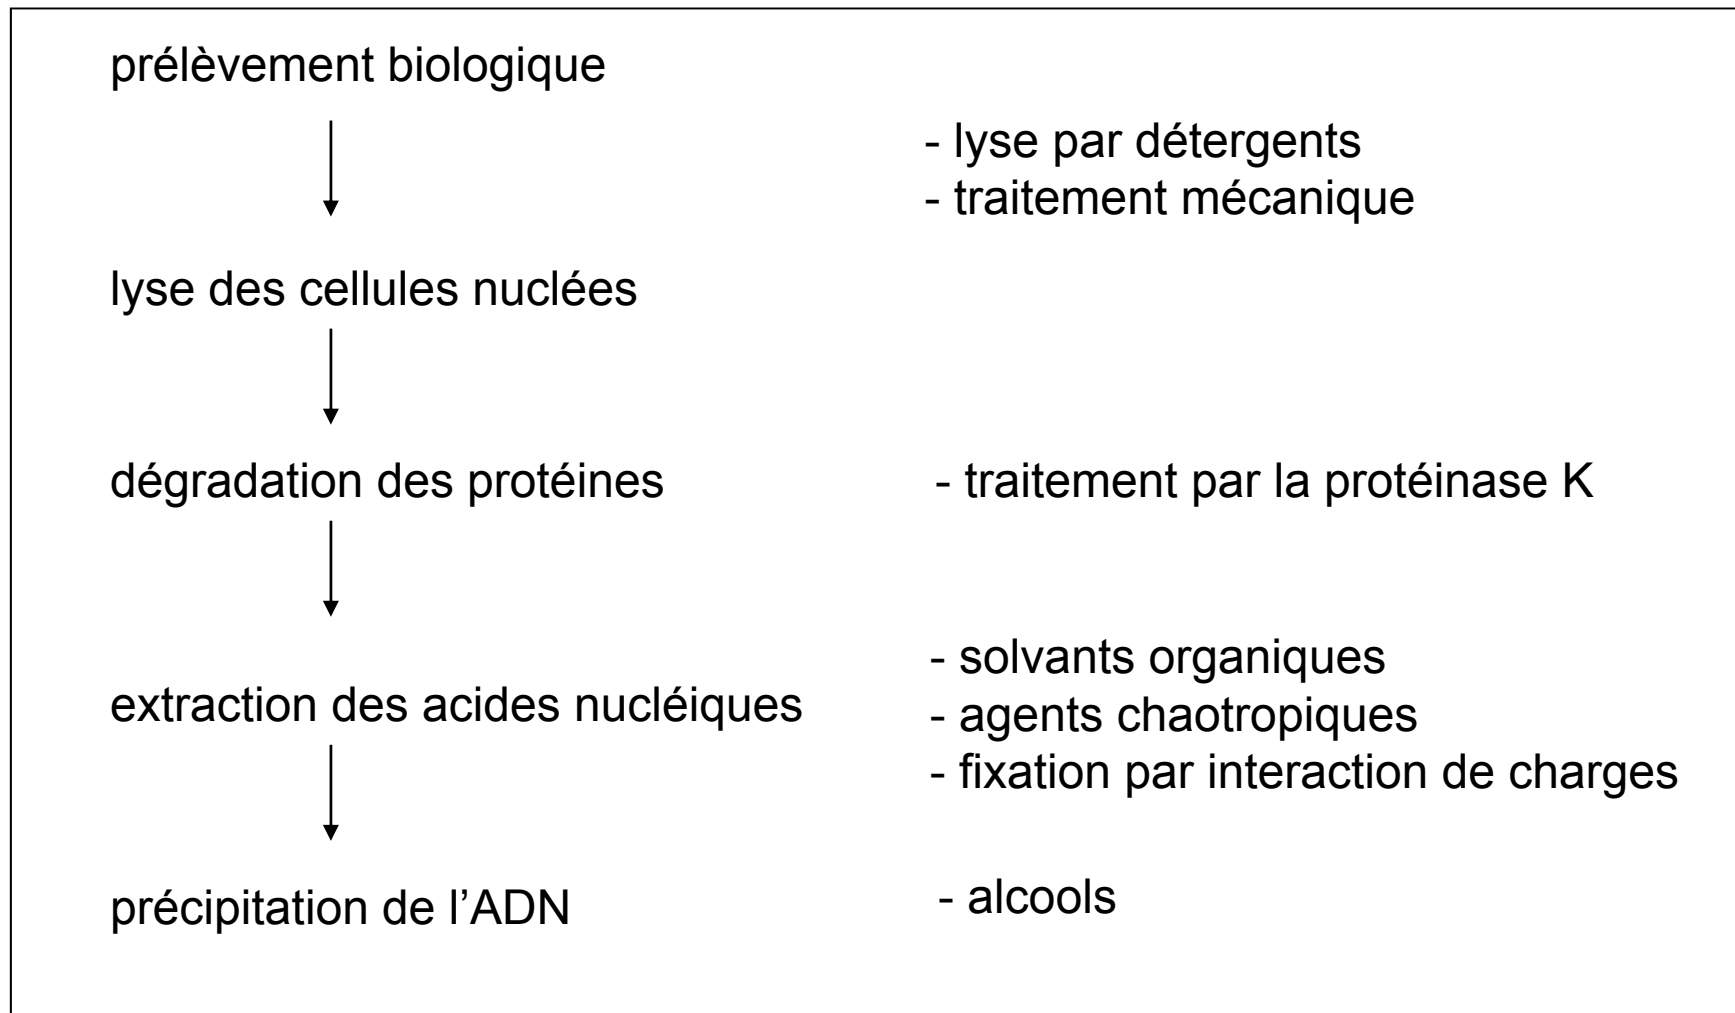 prélèvement biologique
- lyse par détergents
- traitement mécanique
lyse des cellules nuclées
dégradation des protéines - traitement par la protéinase K
- solvants organiques
extraction des acides nucléiques - agents chaotropiques
- fixation par interaction de charges
précipitation de l’ADN - alcools